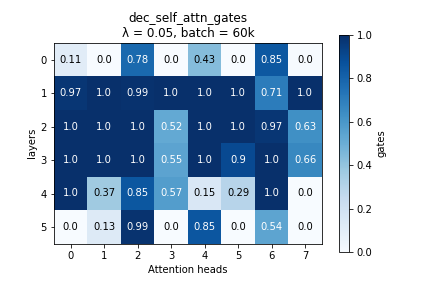 dec_self_attn_gates
λ = 0.05, batch = 60k
0 0.11 0.0 0.78 0.0 0.43 0.0 0.85 0.0
1 0.97 1.0 0.99 1.0 1.0 1.0 0.71 1.0
2 1.0 1.0 1.0 0.52 1.0 1.0 0.97 0.63
3 1.0 1.0 1.0 0.55 1.0 0.9 1.0 0.66
4 1.0 0.37 0.85 0.57 0.15 0.29 1.0 0.0
5 0.0 0.13 0.99 0.0 0.85 0.0 0.54 0.0
0 1 2 3 4 5 6 7
Attention heads
layers
1.0
0.8
0.6
0.4
0.2
0.0
gates